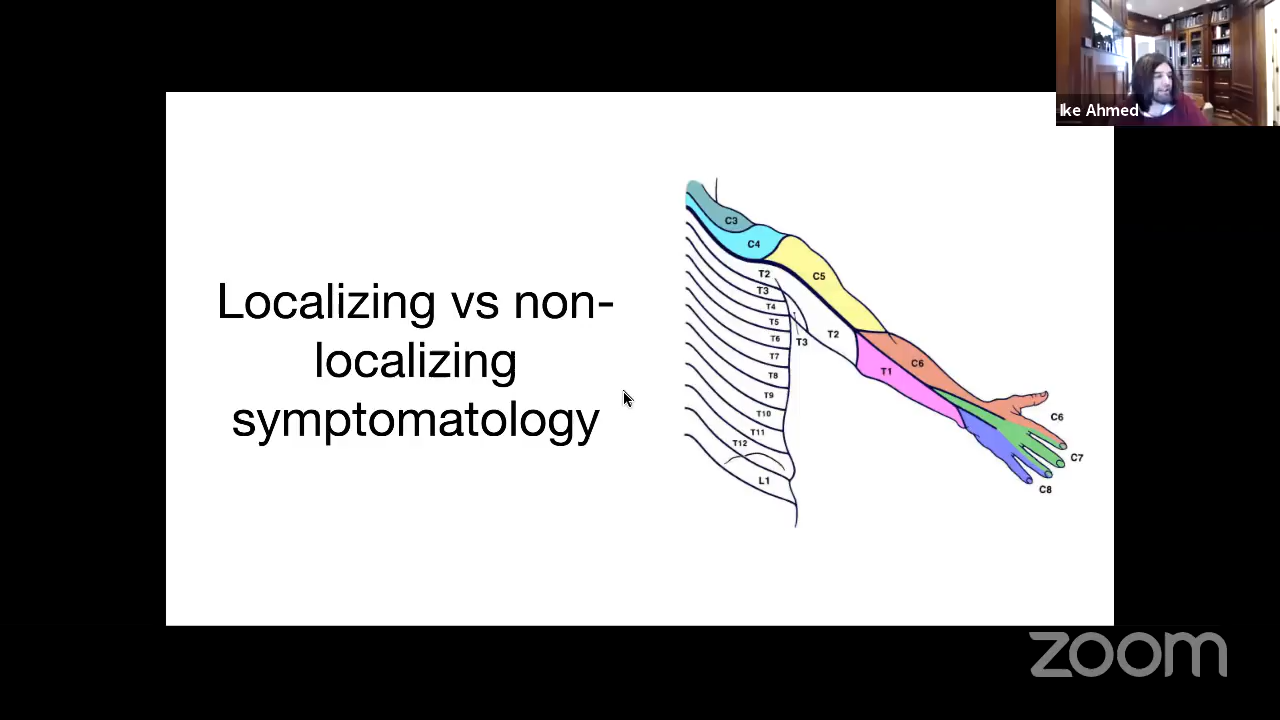 Ike Ahmed
Localizing vs non-
localizing
symptomatology
C3
C4
T2
C5
T3
T4
T5
T6
T3
T2
T7
T8
T1
C6
T9
T10
T11
T12
L1
C6
C7
C8
zoom